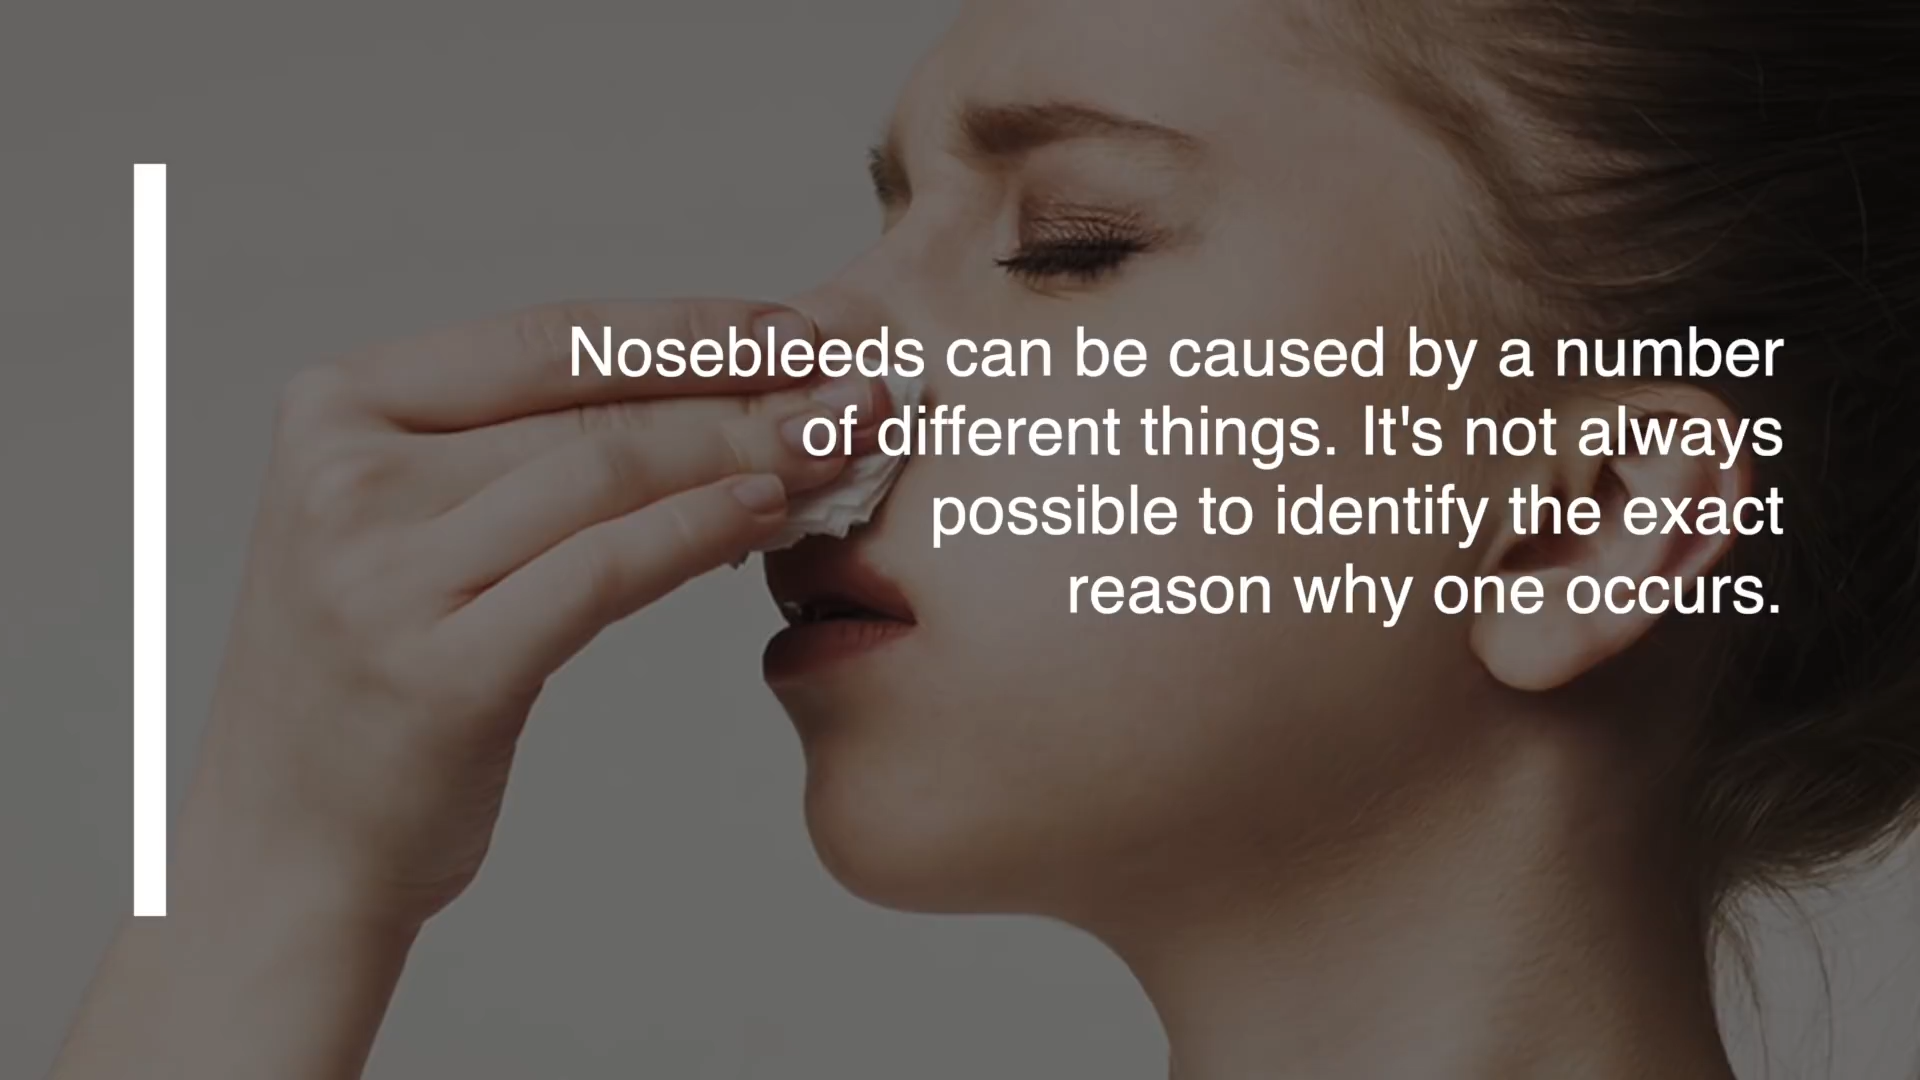 Nosebleeds can be caused by a number
of different things. It's not always
possible to identify the exact
reason why one occurs.